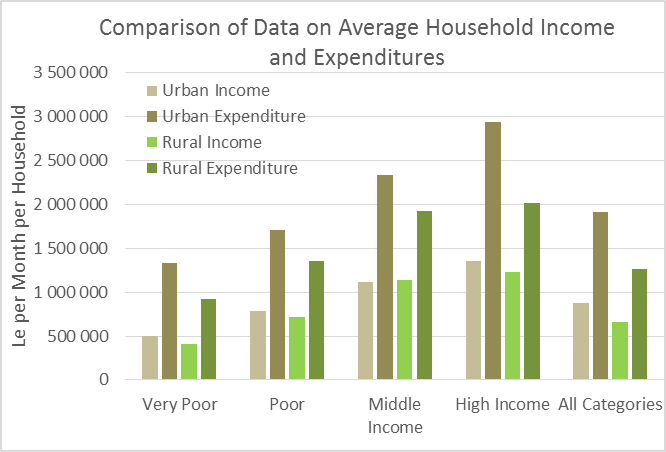 Comparison of Data on Average Household Income
and Expenditures
Le per Month per Household
3 500 000
3 000 000
2 500 000
2 000 000
1 500 000
1 000 000
500 000
0
Urban Income
Urban Expenditure
Rural Income
Rural Expenditure
Very Poor
Poor
Middle
Income
High Income
All Categories